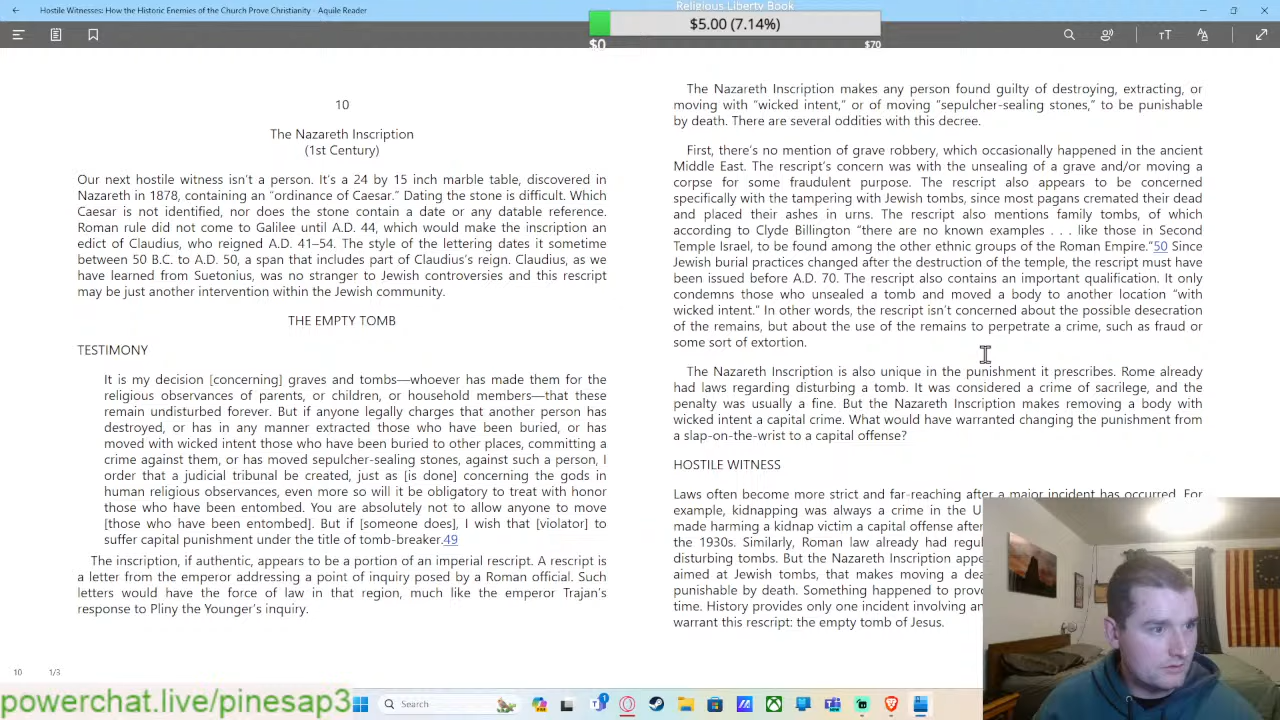 Hostile Witnesses: How the Historic Enemies of the Church Prove Christianity - Aquile Reader
Religious Liberty Book
$5.00 (7.14%)
$0
$70
10
The Nazareth Inscription
(1st Century)
Our next hostile witness isn't a person. It's a 24 by 15 inch marble table, discovered in
Nazareth in 1878, containing an "ordinance of Caesar." Dating the stone is difficult. Which
Caesar is not identified, nor does the stone contain a date or any datable reference.
Roman rule did not come to Galilee until A.D. 44, which would make the inscription an
edict of Claudius, who reigned A.D. 41–54. The style of the lettering dates it sometime
between 50 B.C. to A.D. 50, a span that includes part of Claudius's reign. Claudius, as we
have learned from Suetonius, was no stranger to Jewish controversies and this rescript
may be just another intervention within the Jewish community.
THE EMPTY TOMB
TESTIMONY
It is my decision [concerning] graves and tombs—whoever has made them for the
religious observances of parents, or children, or household members—that these
remain undisturbed forever. But if anyone legally charges that another person has
destroyed, or has in any manner extracted those who have been buried, or has
moved with wicked intent those who have been buried to other places, committing a
crime against them, or has moved sepulcher-sealing stones, against such a person, I
order that a judicial tribunal be created, just as [is done] concerning the gods in
human religious observances, even more so will it be obligatory to treat with honor
those who have been entombed. You are absolutely not to allow anyone to move
[those who have been entombed]. But if [someone does], I wish that [violator] to
suffer capital punishment under the title of tomb-breaker.49
The inscription, if authentic, appears to be a portion of an imperial rescript. A rescript is
a letter from the emperor addressing a point of inquiry posed by a Roman official. Such
letters would have the force of law in that region, much like the emperor Trajan's
response to Pliny the Younger's inquiry.
The Nazareth Inscription makes any person found guilty of destroying, extracting, or
moving with "wicked intent," or of moving "sepulcher-sealing stones," to be punishable
by death. There are several oddities with this decree.
First, there's no mention of grave robbery, which occasionally happened in the ancient
Middle East. The rescript's concern was with the unsealing of a grave and/or moving a
corpse for some fraudulent purpose. The rescript also appears to be concerned
specifically with the tampering with Jewish tombs, since most pagans cremated their dead
and placed their ashes in urns. The rescript also mentions family tombs, of which
according to Clyde Billington "there are no known examples . . . like those in Second
Temple Israel, to be found among the other ethnic groups of the Roman Empire."50 Since
Jewish burial practices changed after the destruction of the temple, the rescript must have
been issued before A.D. 70. The rescript also contains an important qualification. It only
condemns those who unsealed a tomb and moved a body to another location "with
wicked intent." In other words, the rescript isn't concerned about the possible desecration
of the remains, but about the use of the remains to perpetrate a crime, such as fraud or
some sort of extortion.
The Nazareth Inscription is also unique in the punishment it prescribes. Rome already
had laws regarding disturbing a tomb. It was considered a crime of sacrilege, and the
penalty was usually a fine. But the Nazareth Inscription makes removing a body with
wicked intent a capital crime. What would have warranted changing the punishment from
a slap-on-the-wrist to a capital offense?
HOSTILE WITNESS
Laws often become more strict and far-reaching after a major incident has occurred. For
example, kidnapping was always a crime in the U
made harming a kidnap victim a capital offense after
the 1930s. Similarly, Roman law already had regul
disturbing tombs. But the Nazareth Inscription appe
aimed at Jewish tombs, that makes moving a dea
punishable by death. Something happened to provo
time. History provides only one incident involving an
warrant this rescript: the empty tomb of Jesus.
10
1/3
powerchat.live/pinesap3
Search